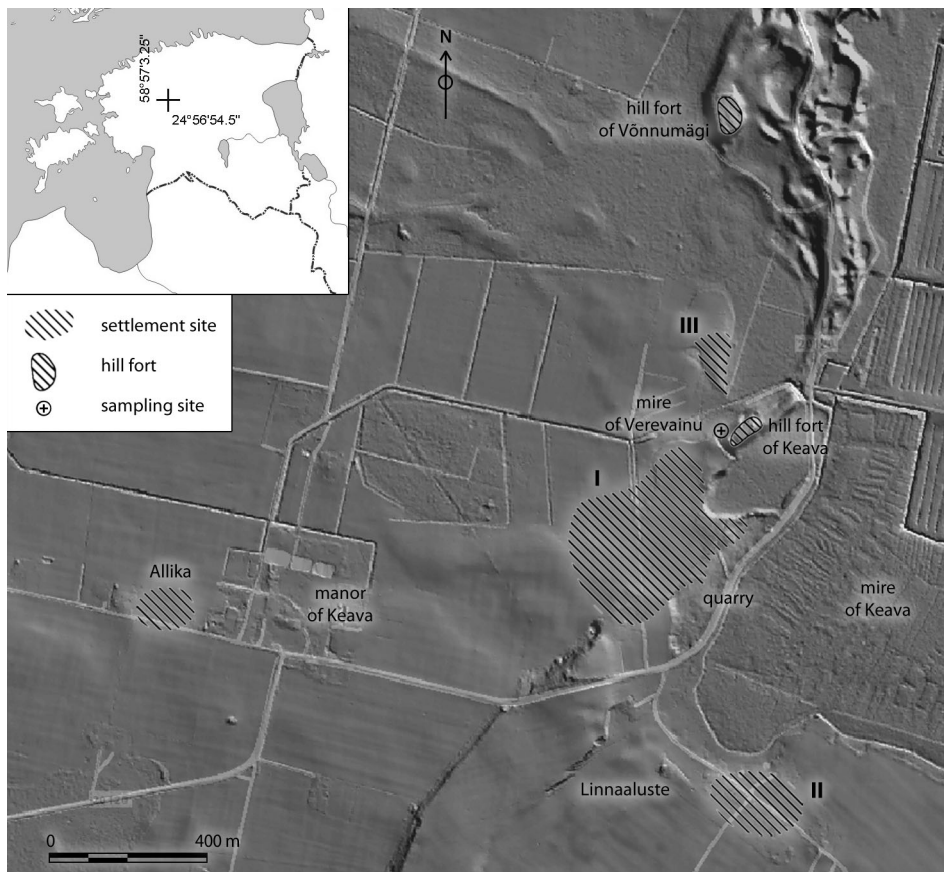 58°57'3.25"
24°56'54.5"
N
hill fort
of Võnnumägi
settlement site
hill fort
sampling site
III
mire
of Verevainu
hill fort
of Keava
I
Allika
manor
of Keava
quarry
mire
of Keava
Linnaaluste
II
0
400 m